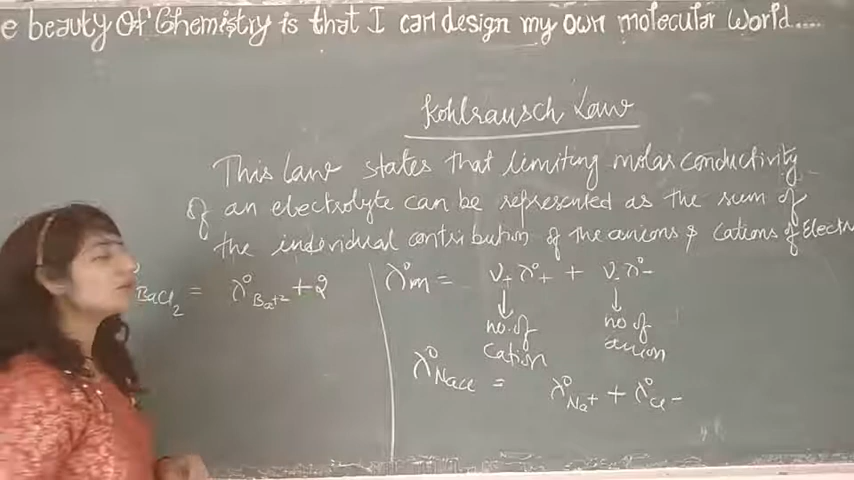 e beauty Of Chemistry is that I can design my own molecular World....
Kohlrausch Law
This Law states that limiting molar conductivity
of an electrolyte can be represented as the sum of
the individual contribution of the anions & cations of Electr
BaCl2 = λ°Ba+2 + 2
λ°m = ν+λ°+ + ν-λ°-
↓ ↓
no. of no of
cation anion
λ°NaCl = λ°Na+ + λ°Cl-